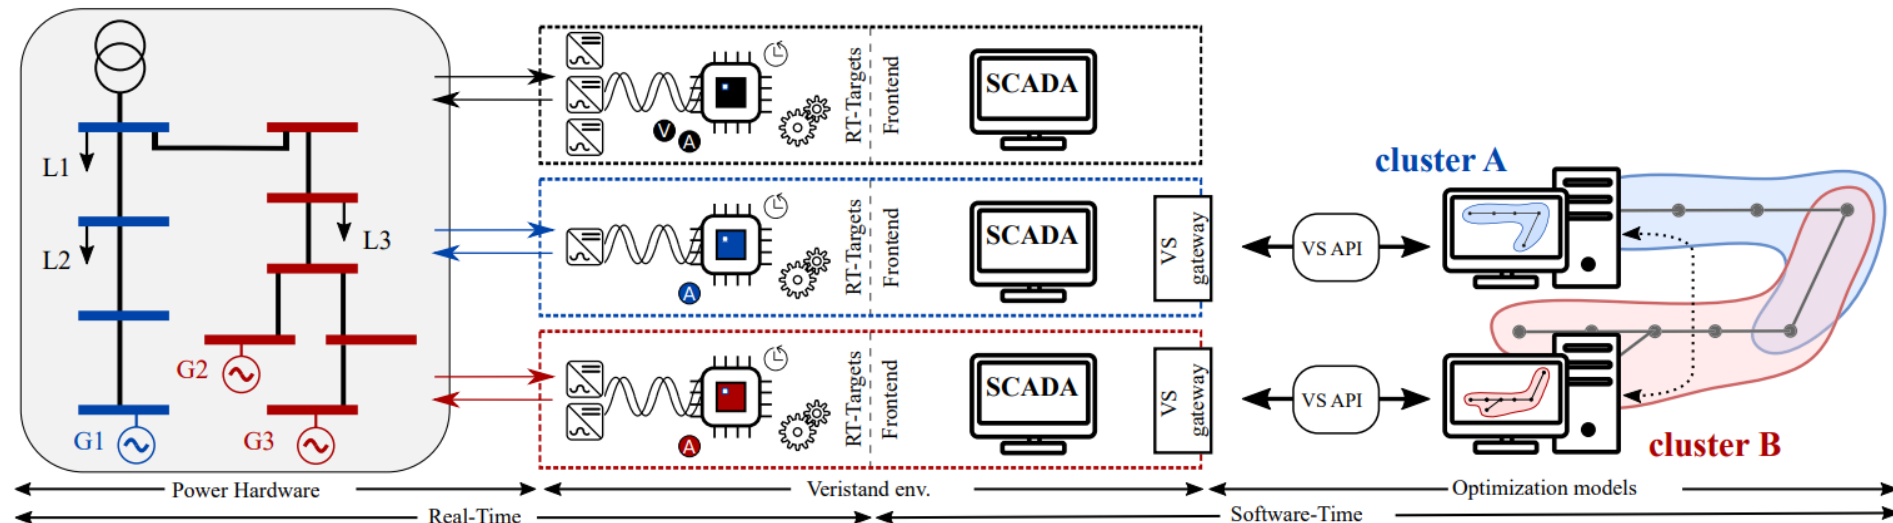 L1
L2
L3
G1
G2
G3
V
A
RT-Targets
Frontend
SCADA
A
RT-Targets
Frontend
SCADA
VS
gateway
VS API
cluster A
A
RT-Targets
Frontend
SCADA
VS
gateway
VS API
cluster B
Power Hardware
Veristand env.
Optimization models
Real-Time
Software-Time